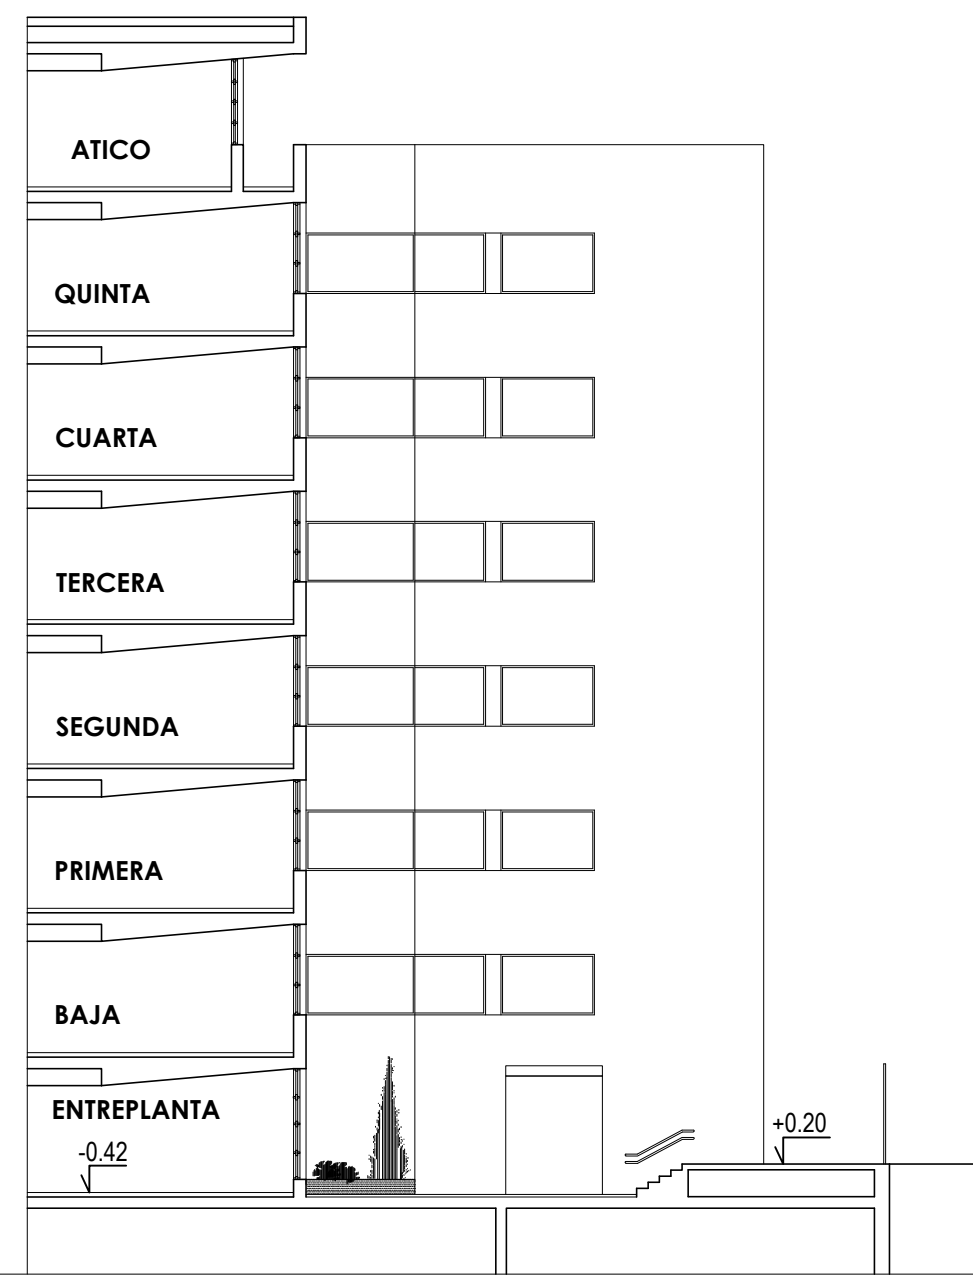 ATICO
QUINTA
CUARTA
TERCERA
SEGUNDA
PRIMERA
BAJA
ENTREPLANTA
-0.42
+0.20